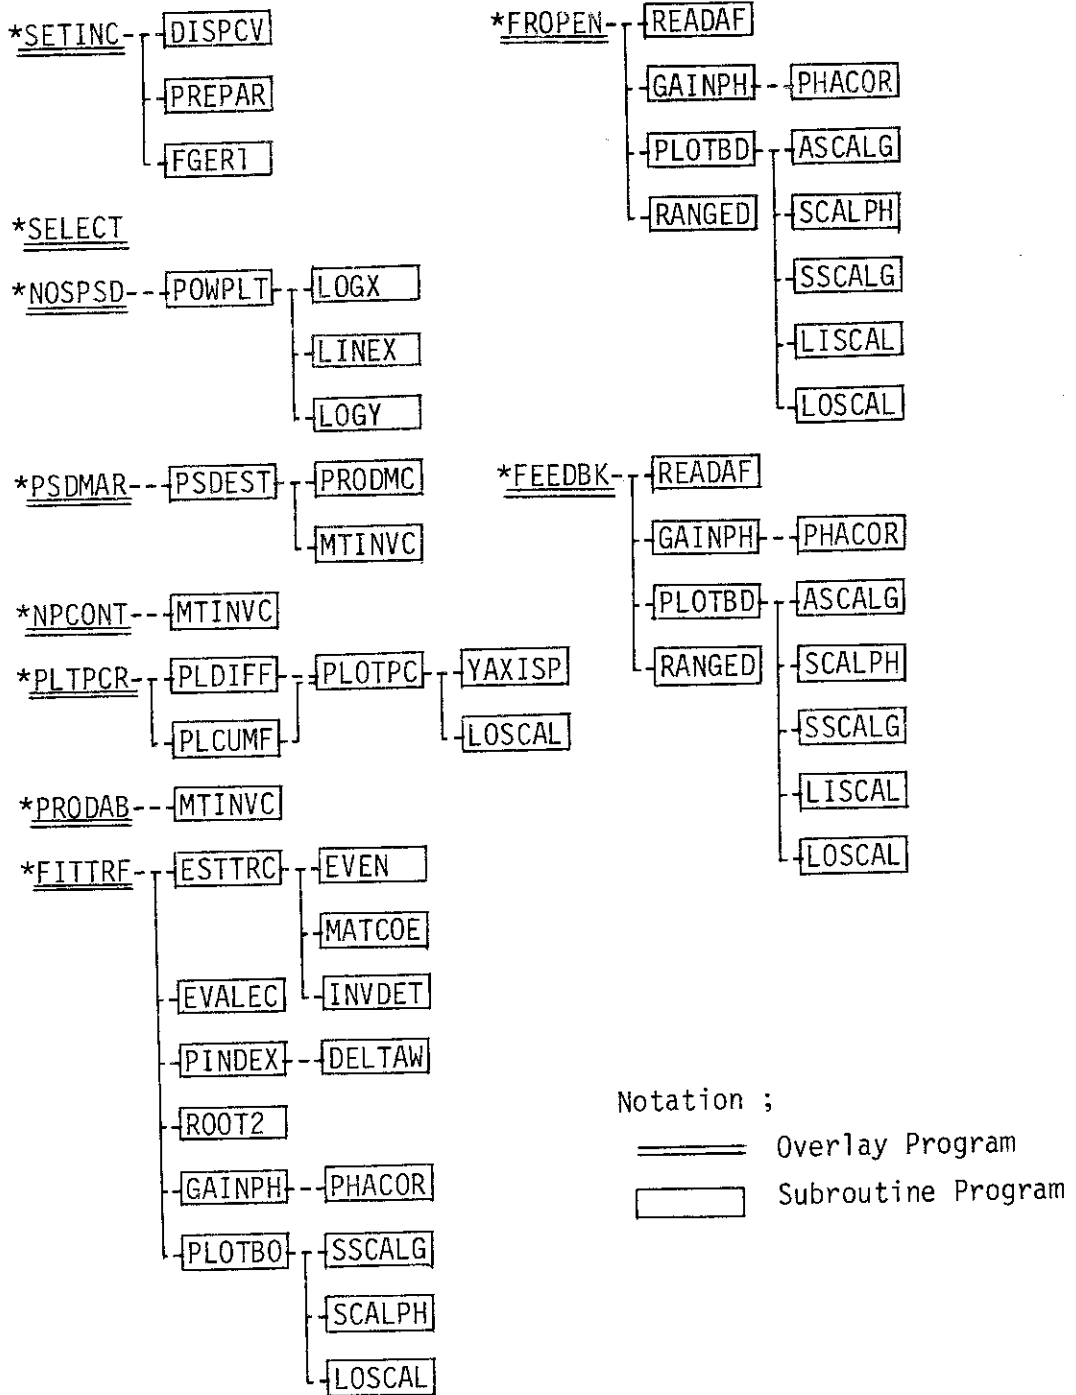 *SETINC
DISPCV
PREPAR
FGERT
*SELECT
*NOSPSD
POWPLT
LOGX
LINEX
LOGY
*PSDMAR
PSDEST
PRODMC
MTINVC
*NPCONT
MTINVC
*PLTPCR
PLDIFF
PLOTPC
YAXISP
PLCUMF
LOSCAL
*PRODAB
MTINVC
*FITTRF
ESTTRC
EVEN
MATCOE
EVALEC
INVDET
PINDEX
DELTAW
ROOT2
GAINPH
PHACOR
PLOTBO
SSCALG
SCALPH
LOSCAL
*FROPEN
READAF
GAINPH
PHACOR
PLOTBD
ASCALG
RANGED
SCALPH
SSCALG
LISCAL
LOSCAL
*FEEDBK
READAF
GAINPH
PHACOR
PLOTBD
ASCALG
RANGED
SCALPH
SSCALG
LISCAL
LOSCAL
Notation ;
Overlay Program
Subroutine Program